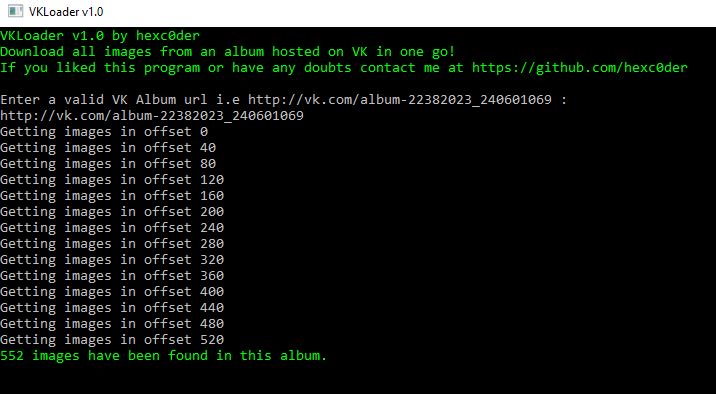 VKLoader v1.0
VKLoader v1.0 by hexc0der
Download all images from an album hosted on VK in one go!
If you liked this program or have any doubts contact me at https://github.com/hexc0der
Enter a valid VK Album url i.e http://vk.com/album-22382023_240601069 :
http://vk.com/album-22382023_240601069
Getting images in offset 0
Getting images in offset 40
Getting images in offset 80
Getting images in offset 120
Getting images in offset 160
Getting images in offset 200
Getting images in offset 240
Getting images in offset 280
Getting images in offset 320
Getting images in offset 360
Getting images in offset 400
Getting images in offset 440
Getting images in offset 480
Getting images in offset 520
552 images have been found in this album.